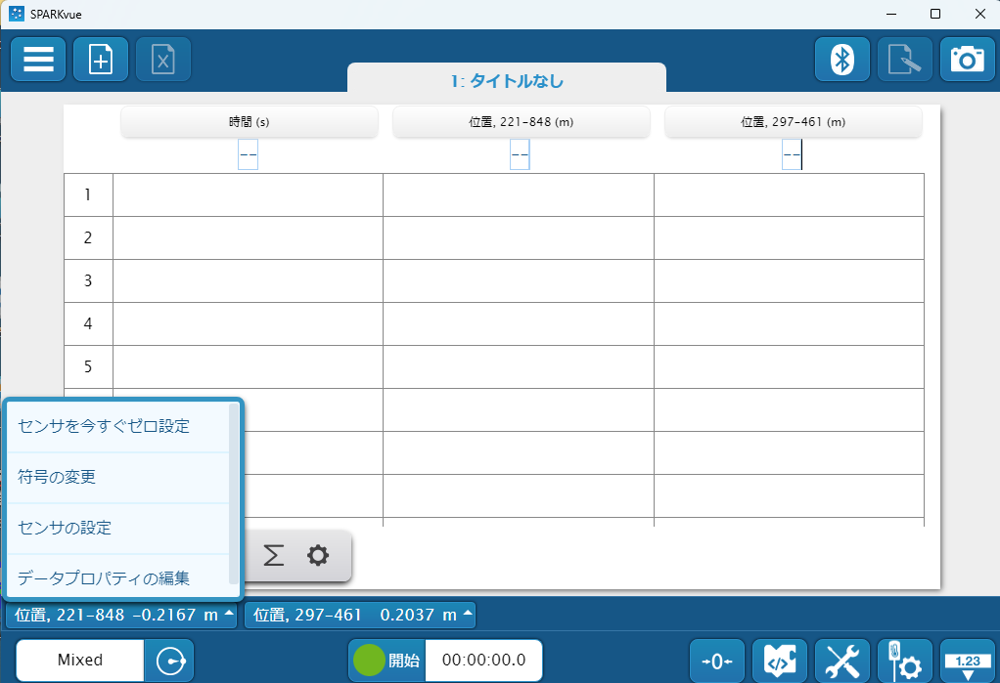 SPARKvue
1: タイトルなし
時間 (s)
位置, 221-848 (m)
位置, 297-461 (m)
--
--
--
1
2
3
4
5
センサを今すぐゼロ設定
符号の変更
センサの設定
データプロパティの編集
Σ
位置, 221-848 -0.2167 m
位置, 297-461 0.2037 m
Mixed
開始
00:00:00.0
→0←
1.23